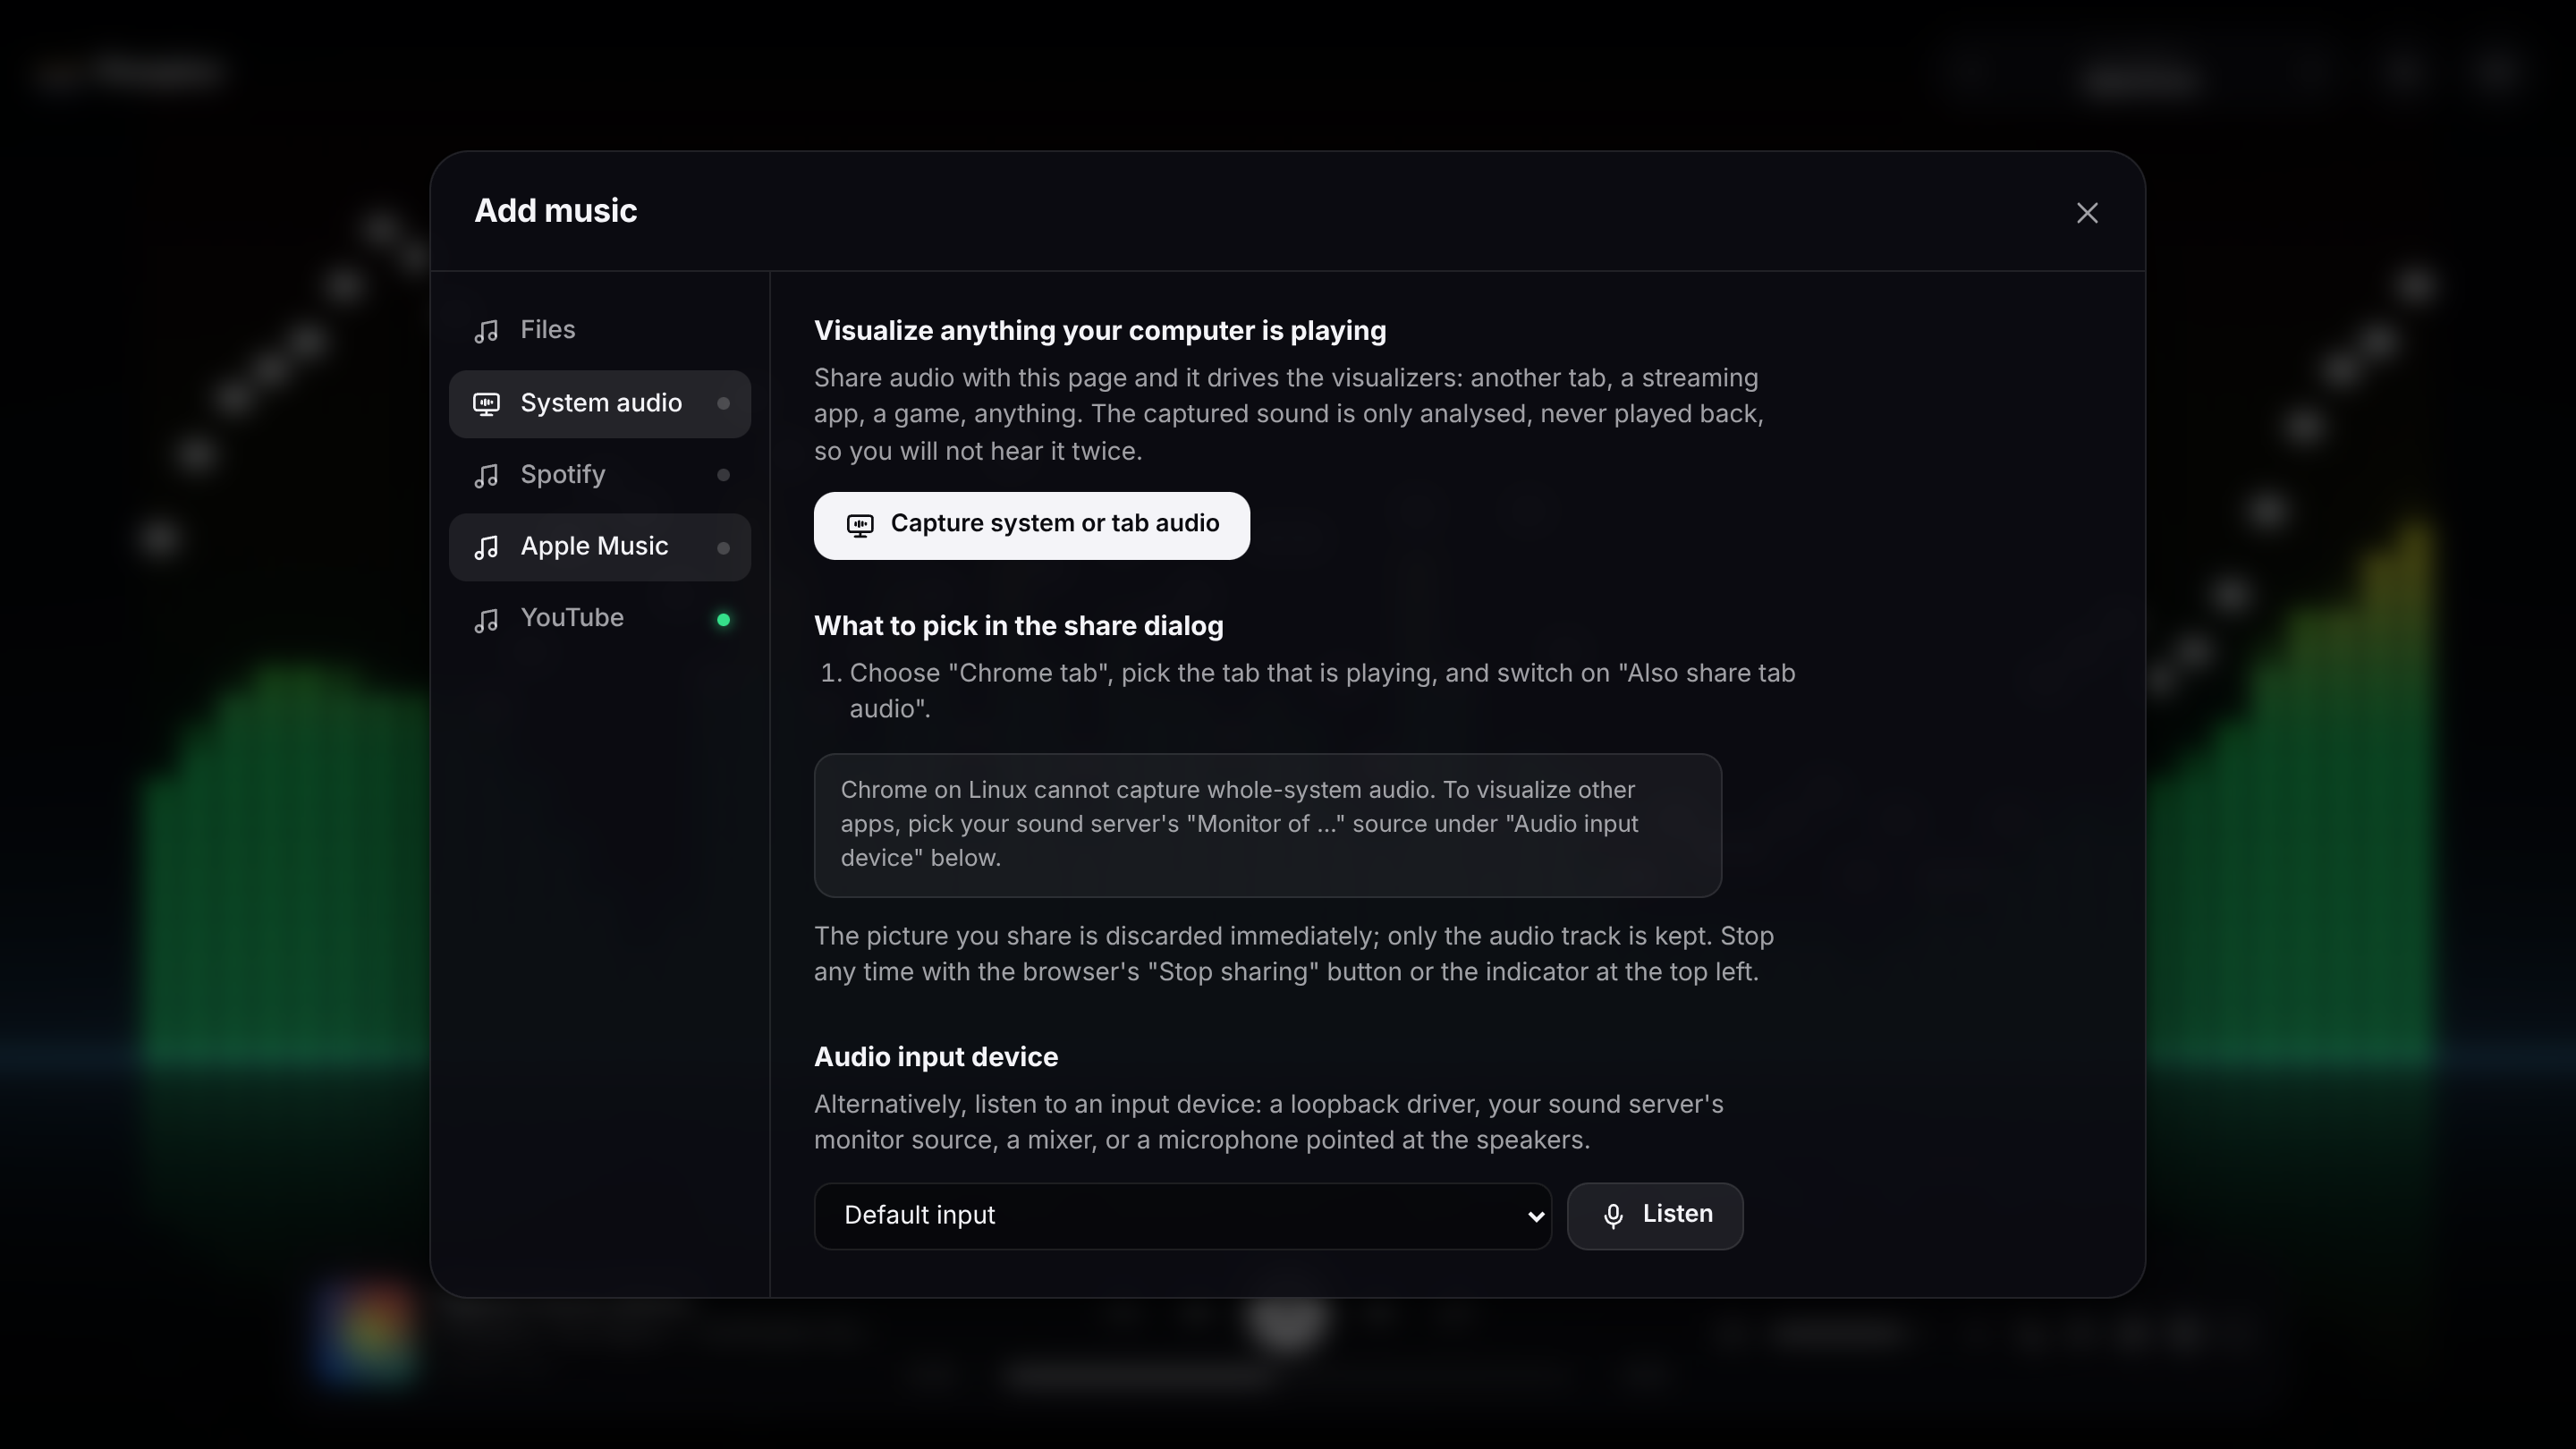 Add music
Files
System audio
Spotify
Apple Music
YouTube
Visualize anything your computer is playing
Share audio with this page and it drives the visualizers: another tab, a streaming
app, a game, anything. The captured sound is only analysed, never played back,
so you will not hear it twice.
Capture system or tab audio
What to pick in the share dialog
1. Choose "Chrome tab", pick the tab that is playing, and switch on "Also share tab
audio".
Chrome on Linux cannot capture whole-system audio. To visualize other
apps, pick your sound server's "Monitor of ..." source under "Audio input
device" below.
The picture you share is discarded immediately; only the audio track is kept. Stop
any time with the browser's "Stop sharing" button or the indicator at the top left.
Audio input device
Alternatively, listen to an input device: a loopback driver, your sound server's
monitor source, a mixer, or a microphone pointed at the speakers.
Default input
Listen